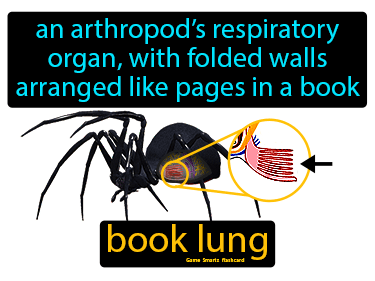 an arthropod's respiratory
organ, with folded walls
arranged like pages in a book
book lung
Game Smartz flashcard